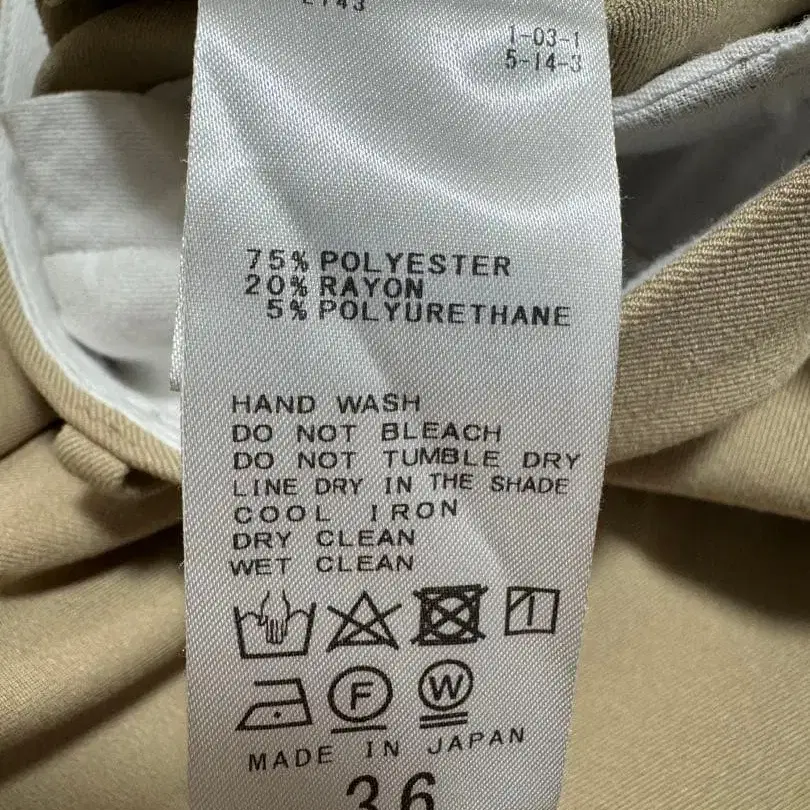 1-03-1
5-14-3
75% POLYESTER
20% RAYON
5% POLYURETHANE
HAND WASH
DO NOT BLEACH
DO NOT TUMBLE DRY
LINE DRY IN THE SHADE
COOL IRON
DRY CLEAN
WET CLEAN
F W
MADE IN JAPAN
36